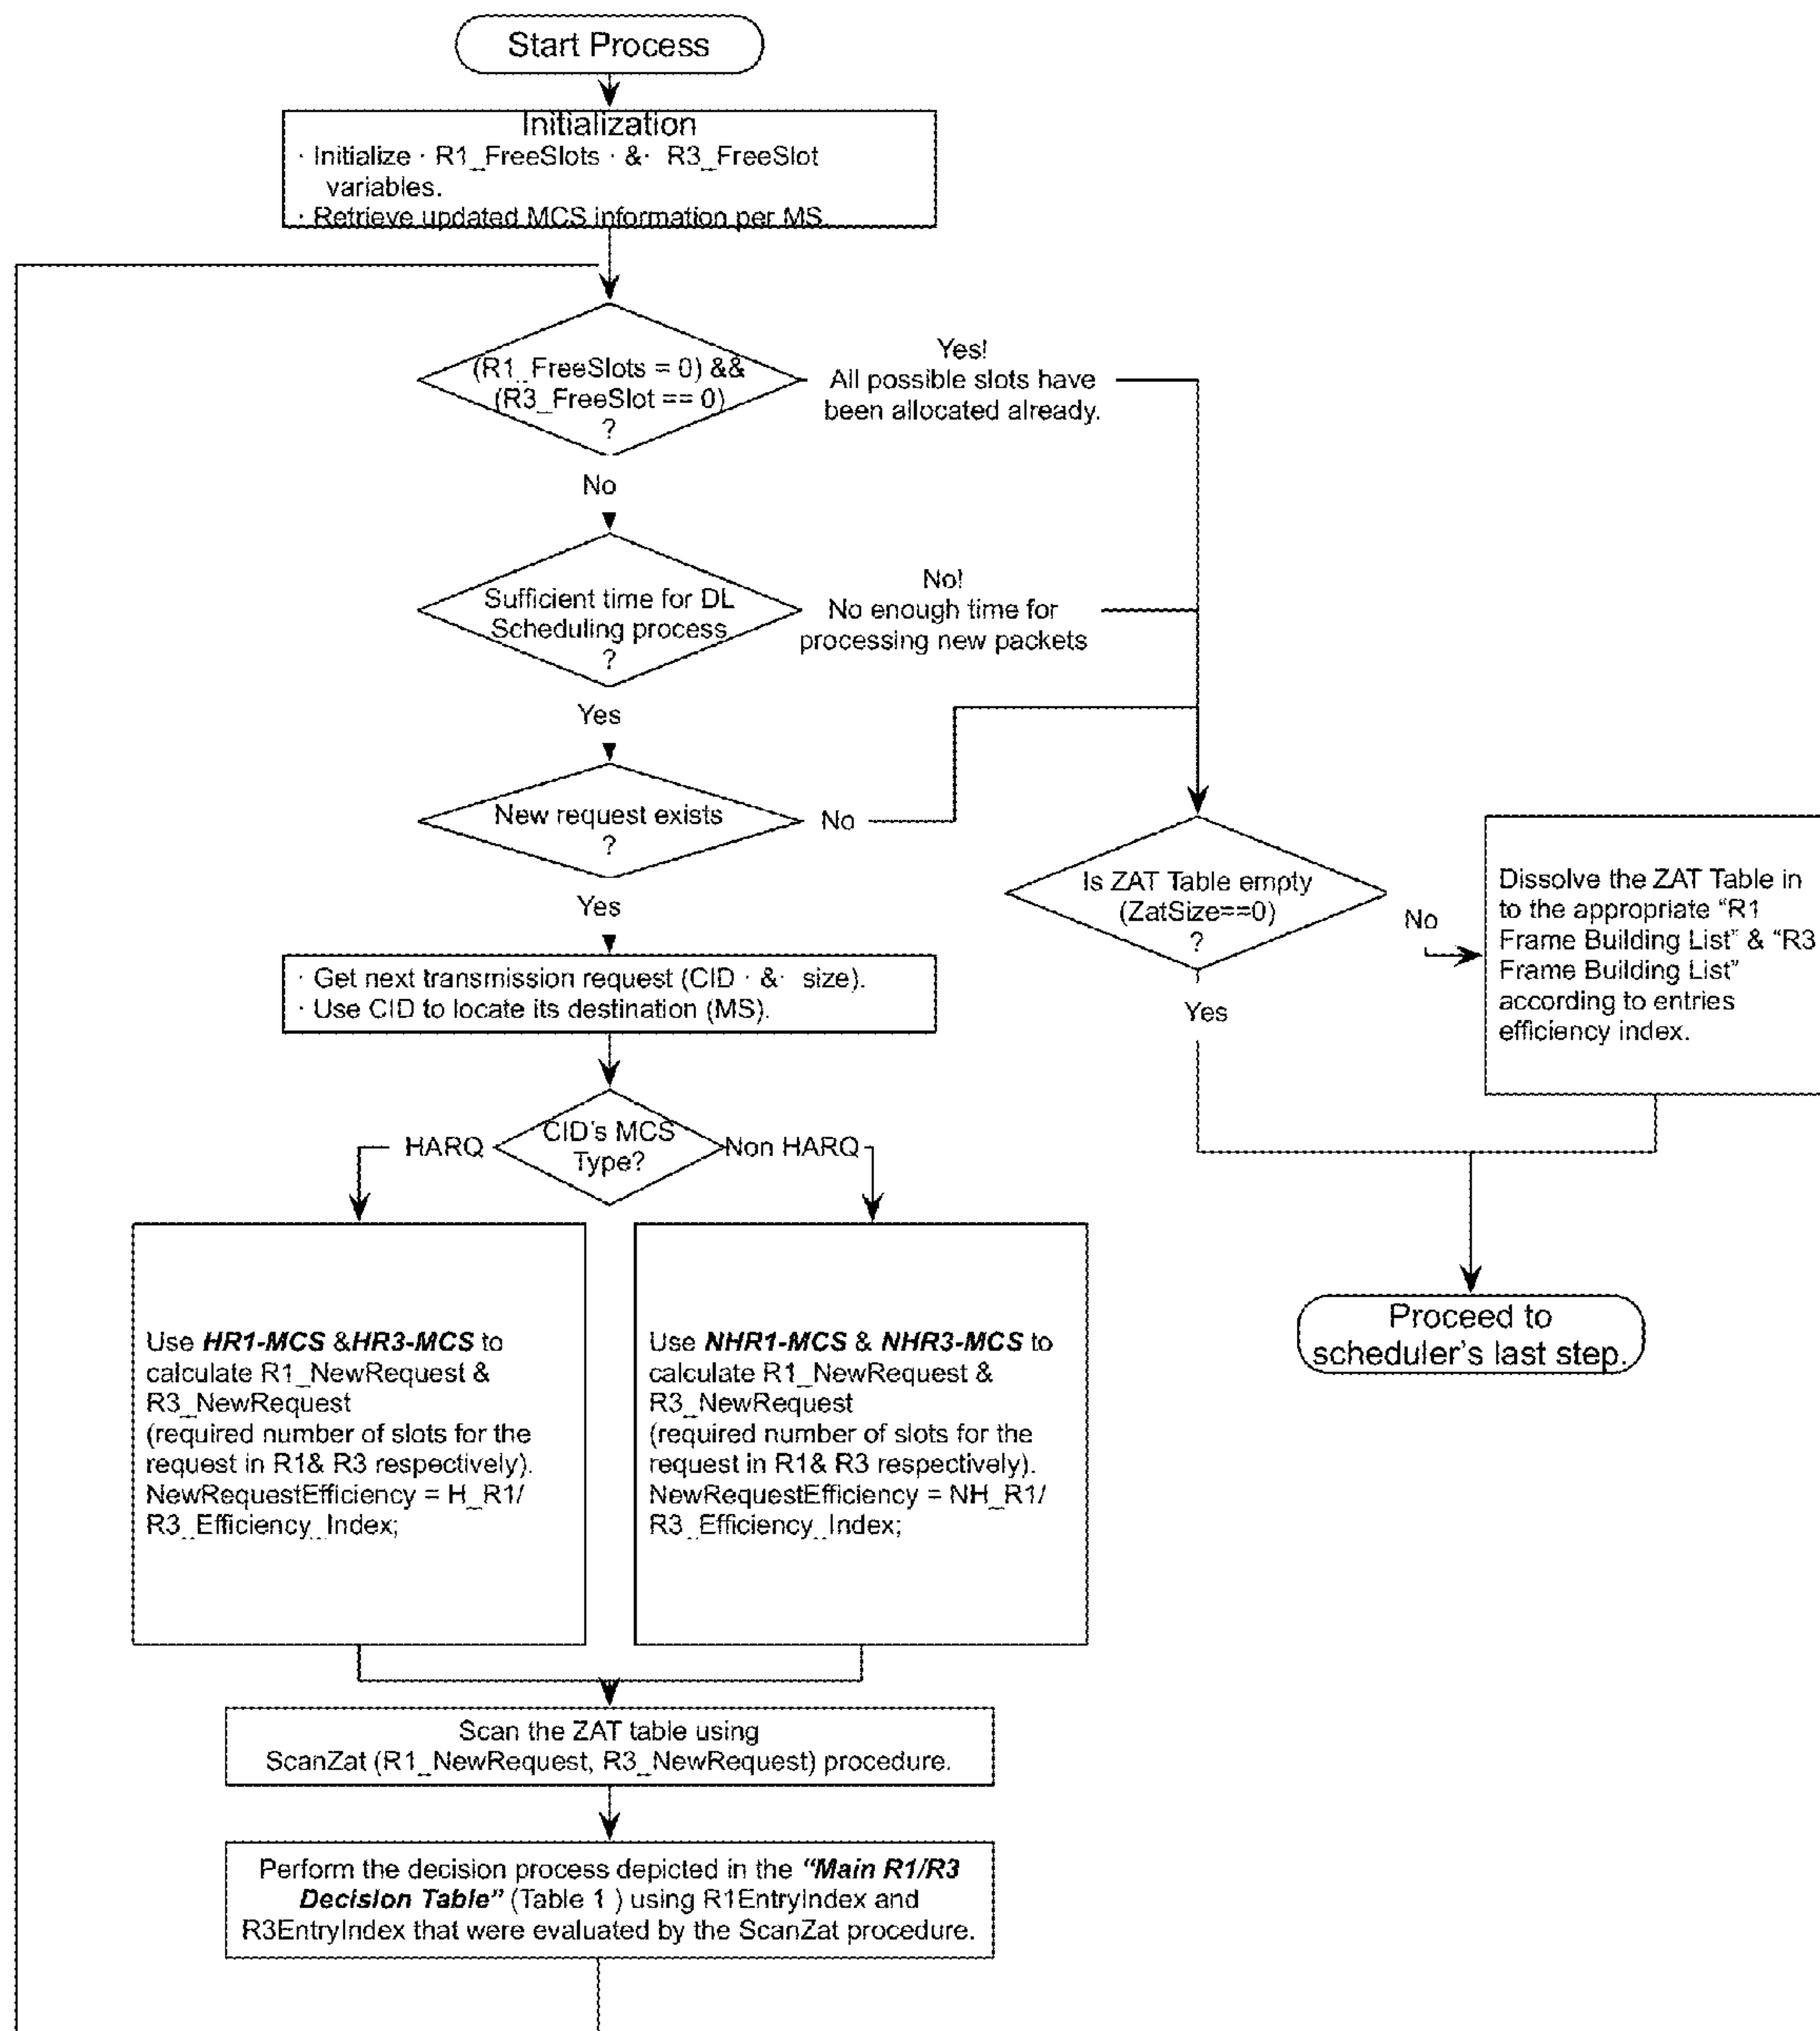 Start Process
Initialization
· Initialize · R1_FreeSlots · &· R3_FreeSlot
variables.
· Retrieve updated MCS information per MS.
(R1_FreeSlots = 0) &&
(R3_FreeSlot == 0)
?
Yes!
All possible slots have
been allocated already.
No
Sufficient time for DL
Scheduling process
?
No!
No enough time for
processing new packets
Yes
New request exists
?
No
Yes
Is ZAT Table empty
(ZatSize==0)
?
No
Yes
Dissolve the ZAT Table in
to the appropriate “R1
Frame Building List” & “R3
Frame Building List”
according to entries
efficiency index.
· Get next transmission request (CID · &· size).
· Use CID to locate its destination (MS).
CID's MCS
Type?
HARQ
Non HARQ
Use HR1-MCS &HR3-MCS to
calculate R1_NewRequest &
R3_NewRequest
(required number of slots for the
request in R1& R3 respectively).
NewRequestEfficiency = H_R1/
R3_Efficiency_Index;
Use NHR1-MCS & NHR3-MCS to
calculate R1_NewRequest &
R3_NewRequest
(required number of slots for the
request in R1& R3 respectively).
NewRequestEfficiency = NH_R1/
R3_Efficiency_Index;
Proceed to
scheduler's last step.
Scan the ZAT table using
ScanZat (R1_NewRequest, R3_NewRequest) procedure.
Perform the decision process depicted in the “Main R1/R3
Decision Table” (Table 1 ) using R1EntryIndex and
R3EntryIndex that were evaluated by the ScanZat procedure.